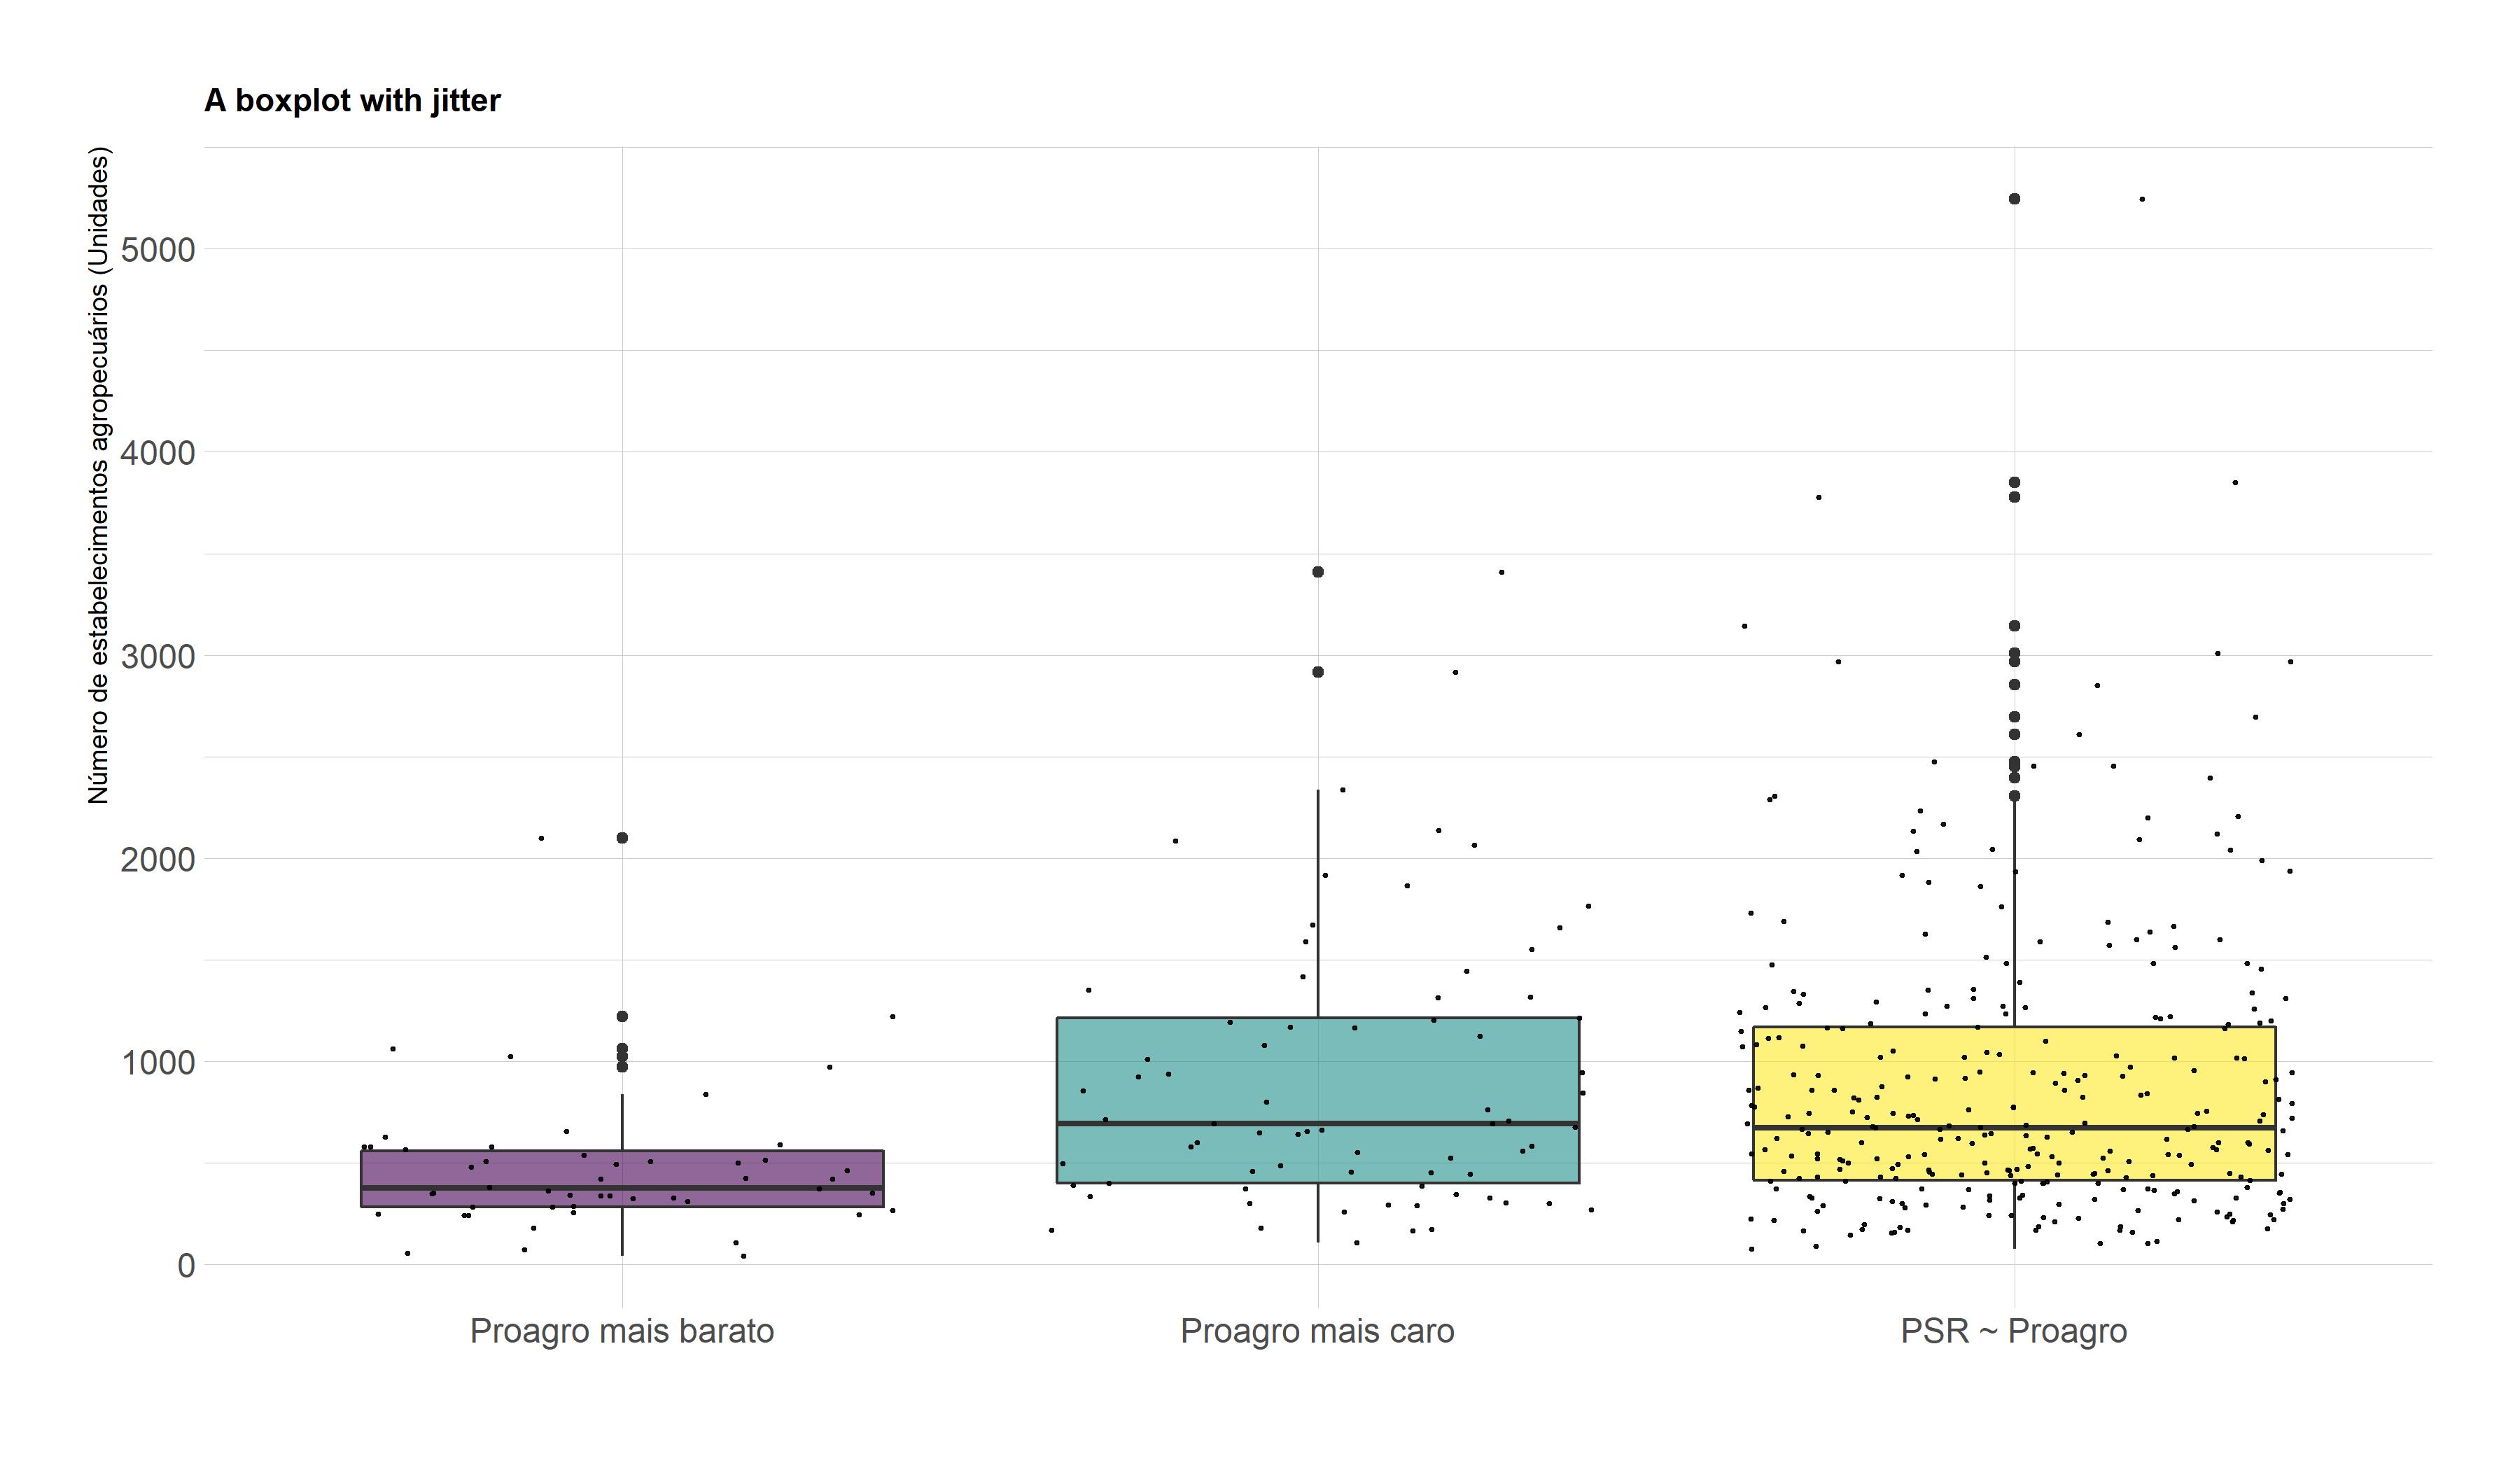 A boxplot with jitter
Número de estabelecimentos agropecuários (Unidades)
5000
4000
3000
2000
1000
0
Proagro mais barato
Proagro mais caro
PSR ~ Proagro